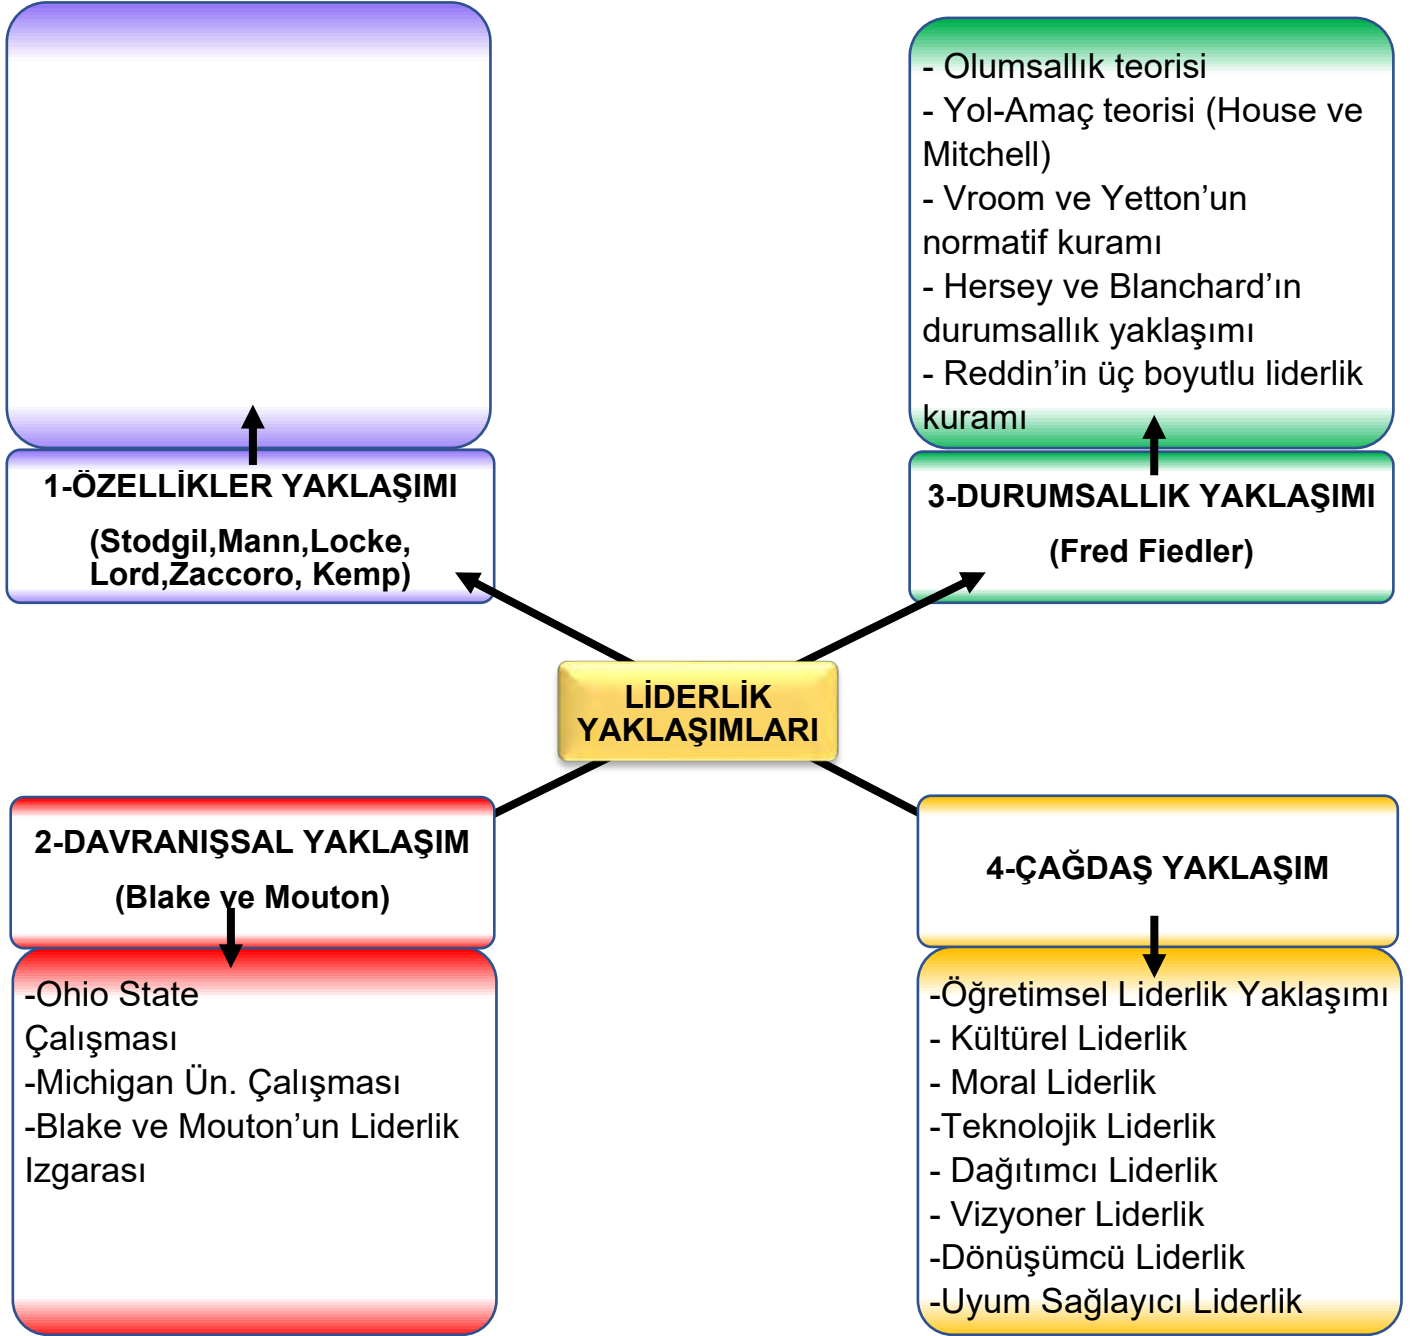 1-ÖZELLİKLER YAKLAŞIMI
(Stodgil,Mann,Locke,
Lord,Zaccoro, Kemp)
- Olumsallık teorisi
- Yol-Amaç teorisi (House ve
Mitchell)
- Vroom ve Yetton’un
normatif kuramı
- Hersey ve Blanchard’ın
durumsallık yaklaşımı
- Reddin’in üç boyutlu liderlik
kuramı
3-DURUMSALLIK YAKLAŞIMI
(Fred Fiedler)
LİDERLİK
YAKLAŞIMLARI
2-DAVRANIŞSAL YAKLAŞIM
(Blake ve Mouton)
-Ohio State
Çalışması
-Michigan Ün. Çalışması
-Blake ve Mouton’un Liderlik
Izgarası
4-ÇAĞDAŞ YAKLAŞIM
-Öğretimsel Liderlik Yaklaşımı
- Kültürel Liderlik
- Moral Liderlik
-Teknolojik Liderlik
- Dağıtımcı Liderlik
- Vizyoner Liderlik
-Dönüşümcü Liderlik
-Uyum Sağlayıcı Liderlik